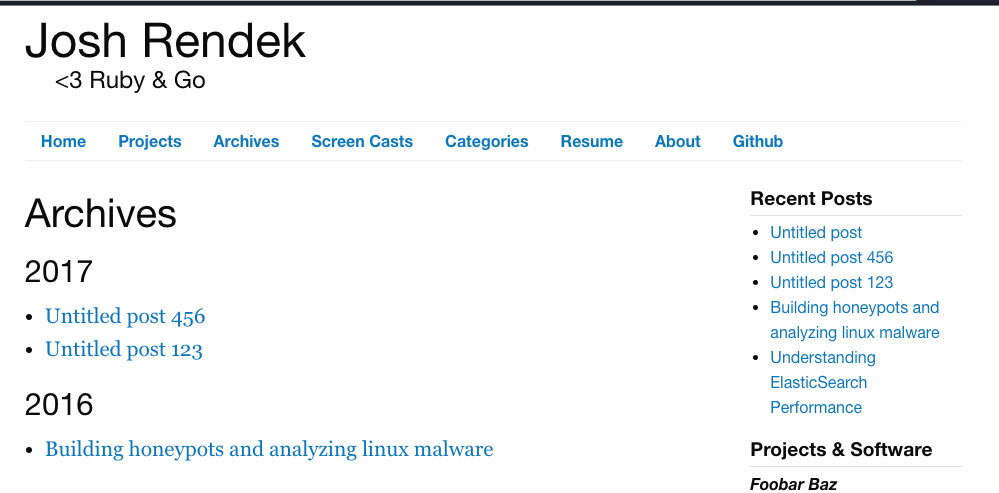 Josh Rendek
<3 Ruby & Go
Home Projects Archives Screen Casts Categories Resume About Github
Archives
2017
Untitled post 456
Untitled post 123
2016
Building honeypots and analyzing linux malware
Recent Posts
Untitled post
Untitled post 456
Untitled post 123
Building honeypots and
analyzing linux malware
Understanding
ElasticSearch
Performance
Projects & Software
Foobar Baz